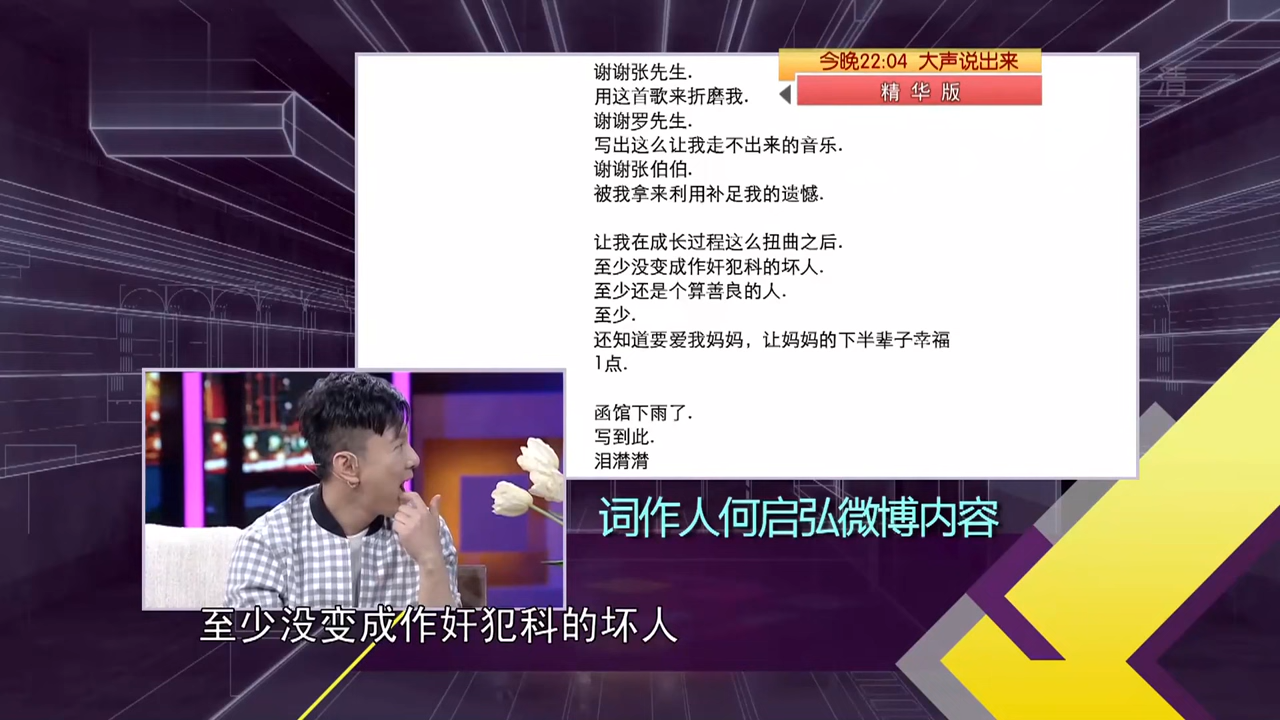 今晚22:04 大声说出来
精华版
谢谢张先生.
用这首歌来折磨我.
谢谢罗先生.
写出这么让我走不出来的音乐.
谢谢张伯伯.
被我拿来利用补足我的遗憾.
让我在成长过程这么扭曲之后.
至少没变成作奸犯科的坏人.
至少还是个算善良的人.
至少.
还知道要爱我妈妈，让妈妈的下半辈子幸福
1点.
函馆下雨了.
写到此.
泪潸潸
词作人何启弘微博内容
至少没变成作奸犯科的坏人